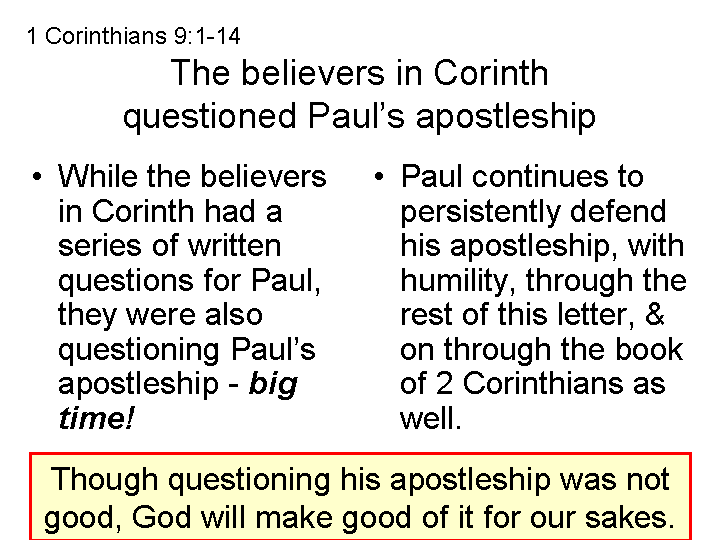 1 Corinthians 9:1-14
The believers in Corinth
questioned Paul's apostleship
• While the believers
in Corinth had a
series of written
questions for Paul,
they were also
questioning Paul's
apostleship - big
time!
• Paul continues to
persistently defend
his apostleship, with
humility, through the
rest of this letter, &
on through the book
of 2 Corinthians as
well.
Though questioning his apostleship was not
good, God will make good of it for our sakes.